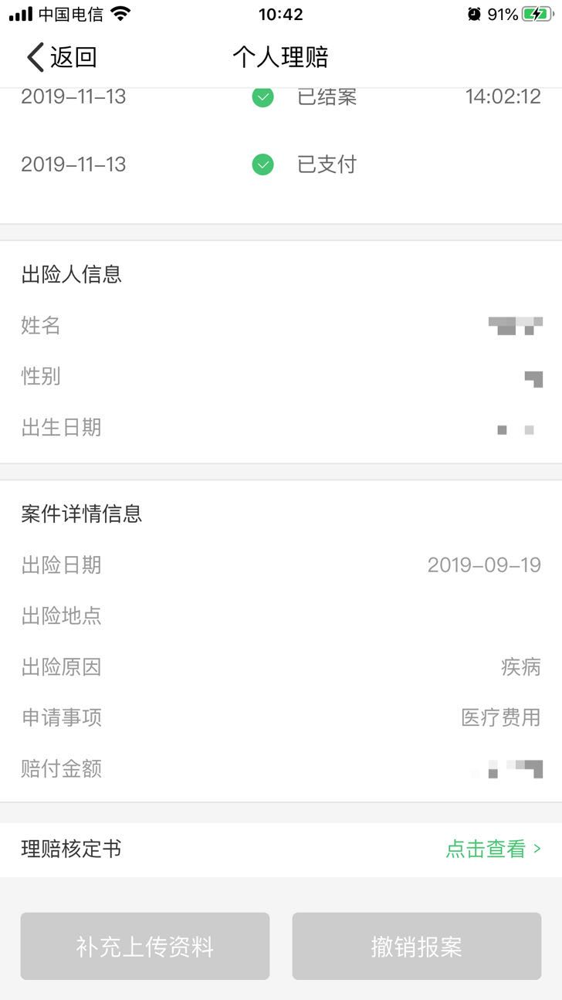 中国电信 10:42 91%
返回 个人理赔
2019-11-13 已结案 14:02:12
2019-11-13 已支付
出险人信息
姓名
性别
出生日期
案件详情信息
出险日期 2019-09-19
出险地点
出险原因 疾病
申请事项 医疗费用
赔付金额
理赔核定书 点击查看 >
补充上传资料 撤销报案